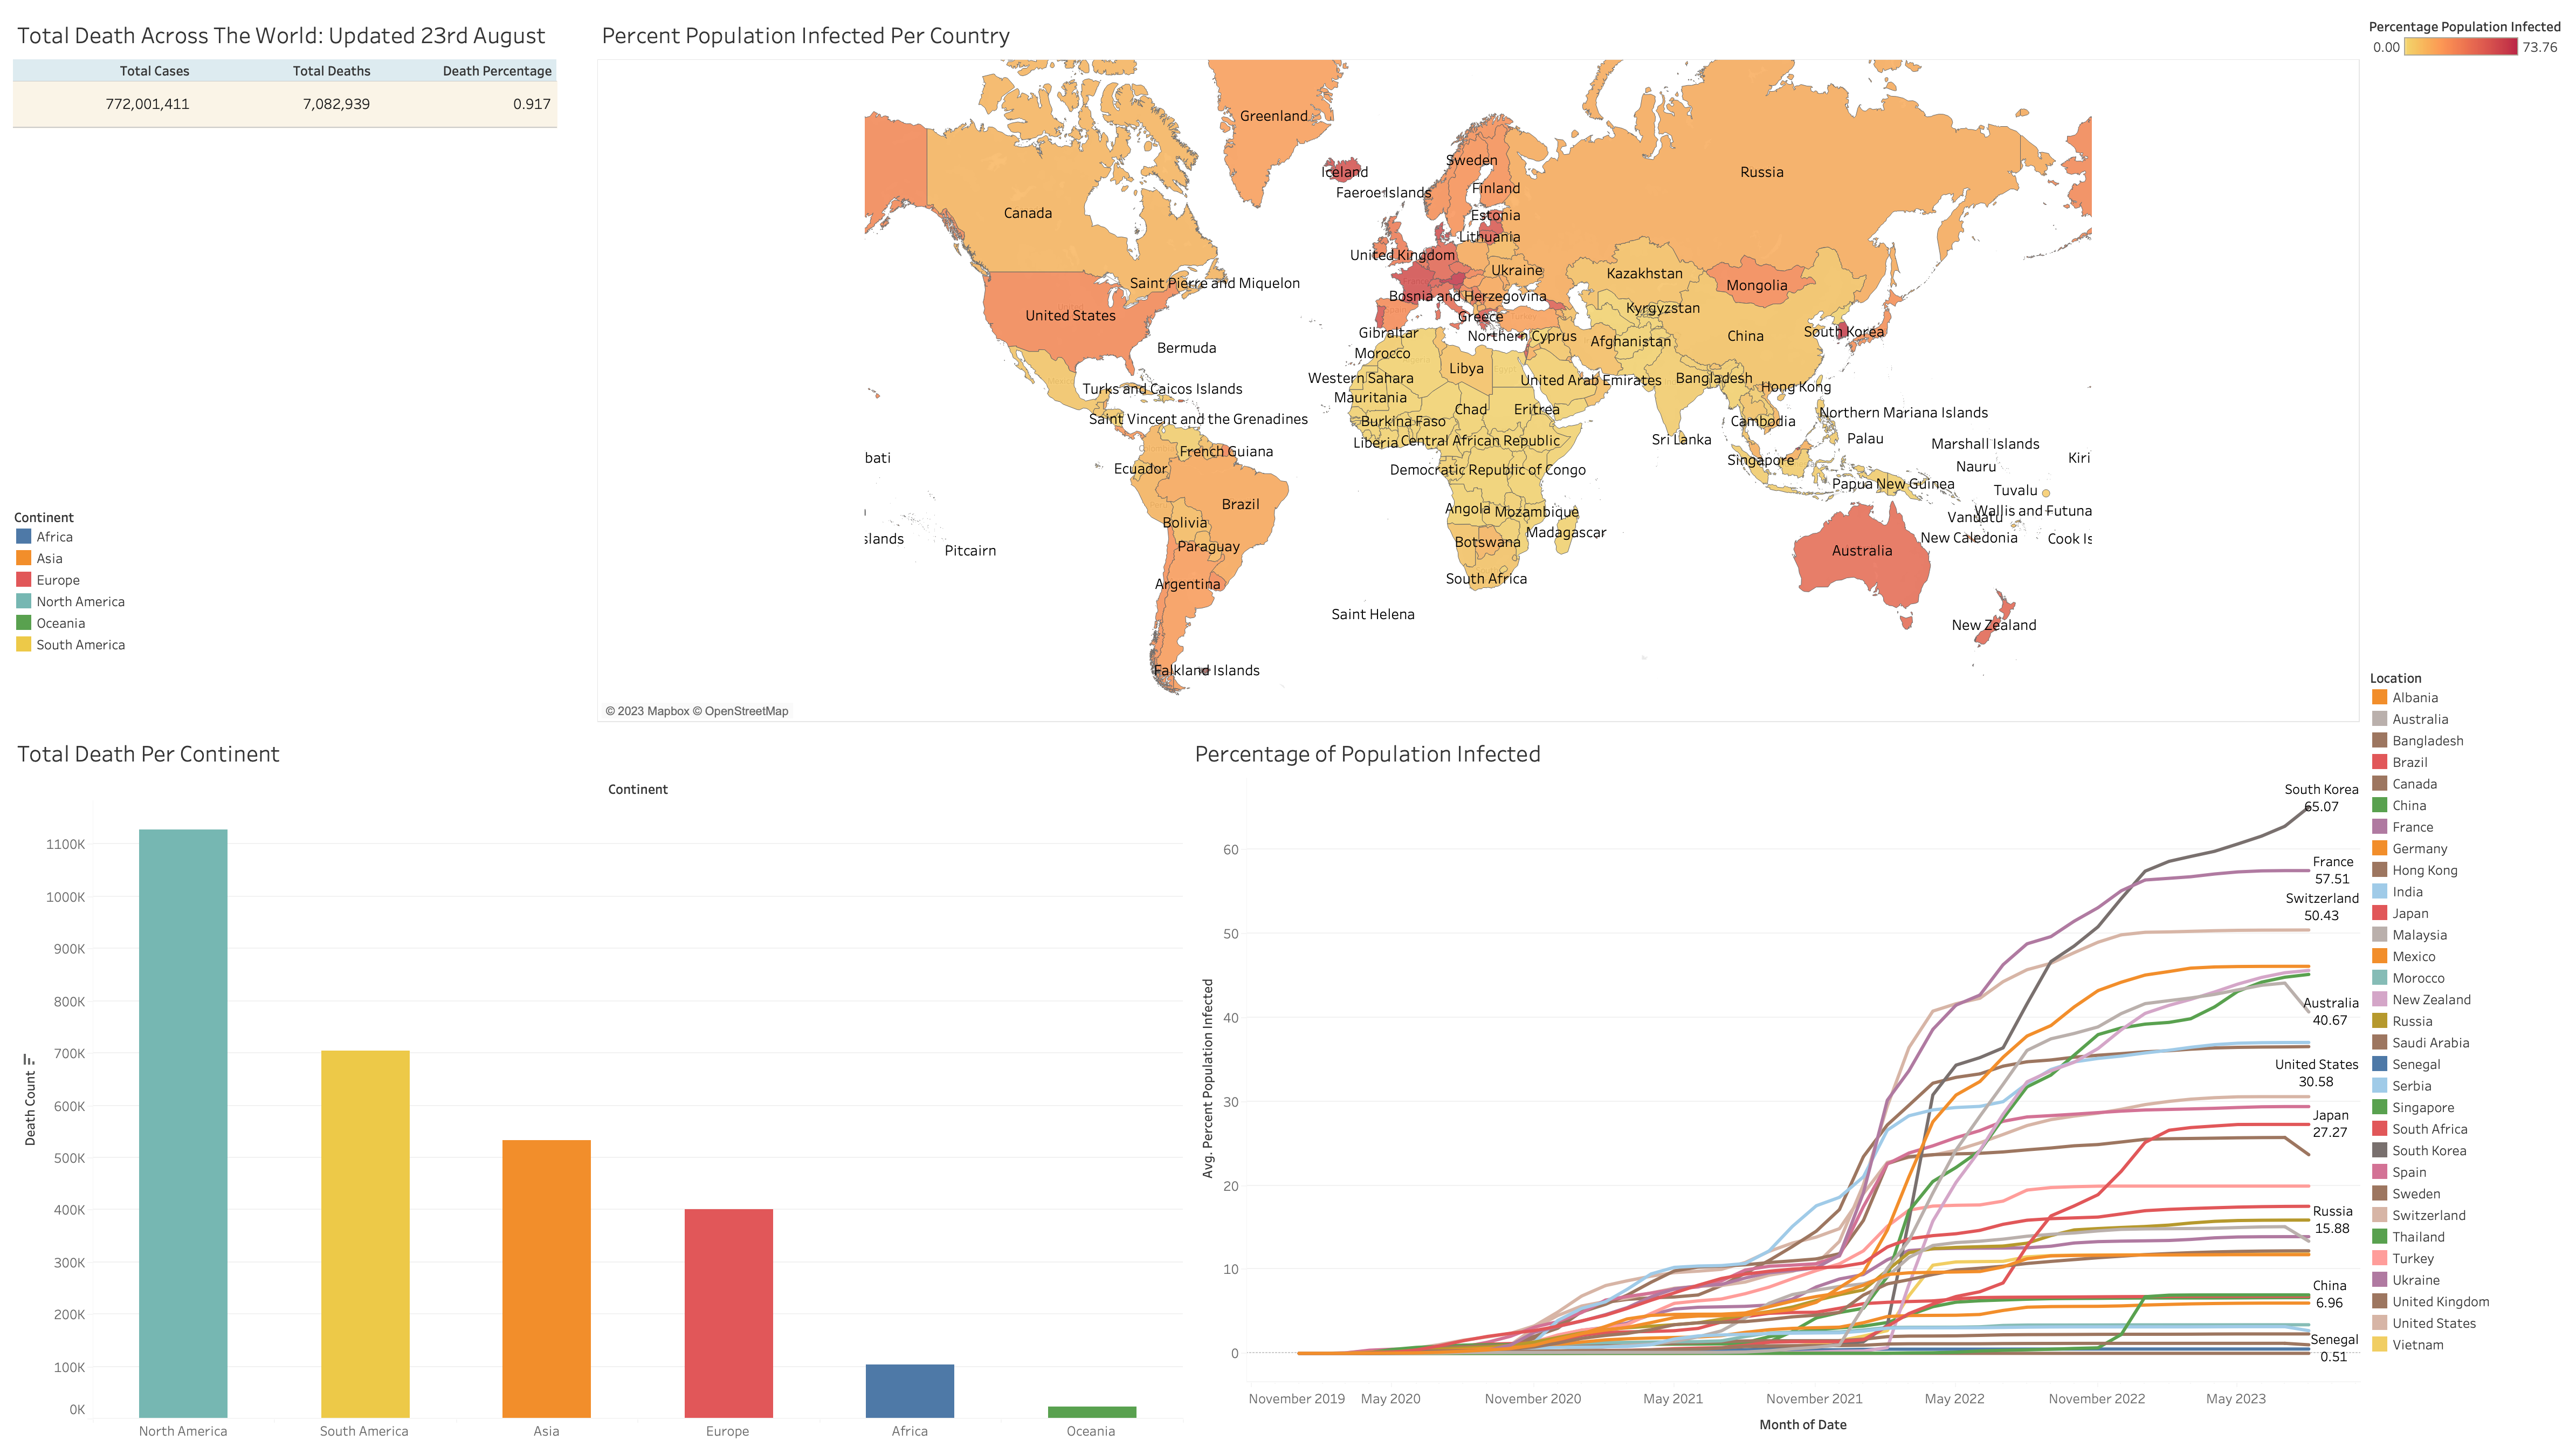 Total Death Across The World: Updated 23rd August
Total Cases Total Deaths Death Percentage
772,001,411 7,082,939 0.917
Percent Population Infected Per Country
Percentage Population Infected
0.00 73.76
Greenland
Iceland
Sweden
Russia
Faeroe Islands
Finland
Canada
Estonia
Lithuania
United Kingdom
Ukraine
Kazakhstan
Saint Pierre and Miquelon
Mongolia
Bosnia and Herzegovina
Kyrgyzstan
United States
Greece
Gibraltar
Northern Cyprus
Afghanistan
China
South Korea
Bermuda
Morocco
Libya
Western Sahara
United Arab Emirates
Bangladesh
Hong Kong
Turks and Caicos Islands
Mauritania
Chad
Eritrea
Northern Mariana Islands
Saint Vincent and the Grenadines
Burkina Faso
Cambodia
Liberia
Central African Republic
Sri Lanka
Palau
Marshall Islands
French Guiana
bati
Singapore
Kiri
Ecuador
Democratic Republic of Congo
Nauru
Papua New Guinea
Tuvalu
Brazil
Angola
Mozambique
Wallis and Futuna
Vanuatu
Bolivia
Madagascar
slands
Pitcairn
Paraguay
Botswana
Australia
New Caledonia
Cook Is
Argentina
South Africa
Saint Helena
New Zealand
Falkland Islands
© 2023 Mapbox © OpenStreetMap
Continent
Africa
Asia
Europe
North America
Oceania
South America
Total Death Per Continent
Continent
Death Count
1100K
1000K
900K
800K
700K
600K
500K
400K
300K
200K
100K
0K
North America South America Asia Europe Africa Oceania
Percentage of Population Infected
Avg. Percent Population Infected
60
50
40
30
20
10
0
South Korea
65.07
France
57.51
Switzerland
50.43
Australia
40.67
United States
30.58
Japan
27.27
Russia
15.88
China
6.96
Senegal
0.51
November 2019 May 2020 November 2020 May 2021 November 2021 May 2022 November 2022 May 2023
Month of Date
Location
Albania
Australia
Bangladesh
Brazil
Canada
China
France
Germany
Hong Kong
India
Japan
Malaysia
Mexico
Morocco
New Zealand
Russia
Saudi Arabia
Senegal
Serbia
Singapore
South Africa
South Korea
Spain
Sweden
Switzerland
Thailand
Turkey
Ukraine
United Kingdom
United States
Vietnam